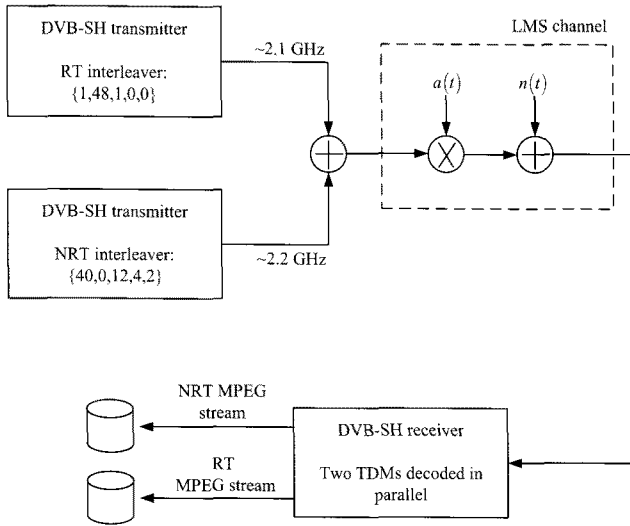 DVB-SH transmitter
RT interleaver:
{1,48,1,0,0}
~2.1 GHz
LMS channel
a(t)
n(t)
DVB-SH transmitter
NRT interleaver:
{40,0,12,4,2}
~2.2 GHz
NRT MPEG
stream
RT
MPEG stream
DVB-SH receiver
Two TDMs decoded in
parallel